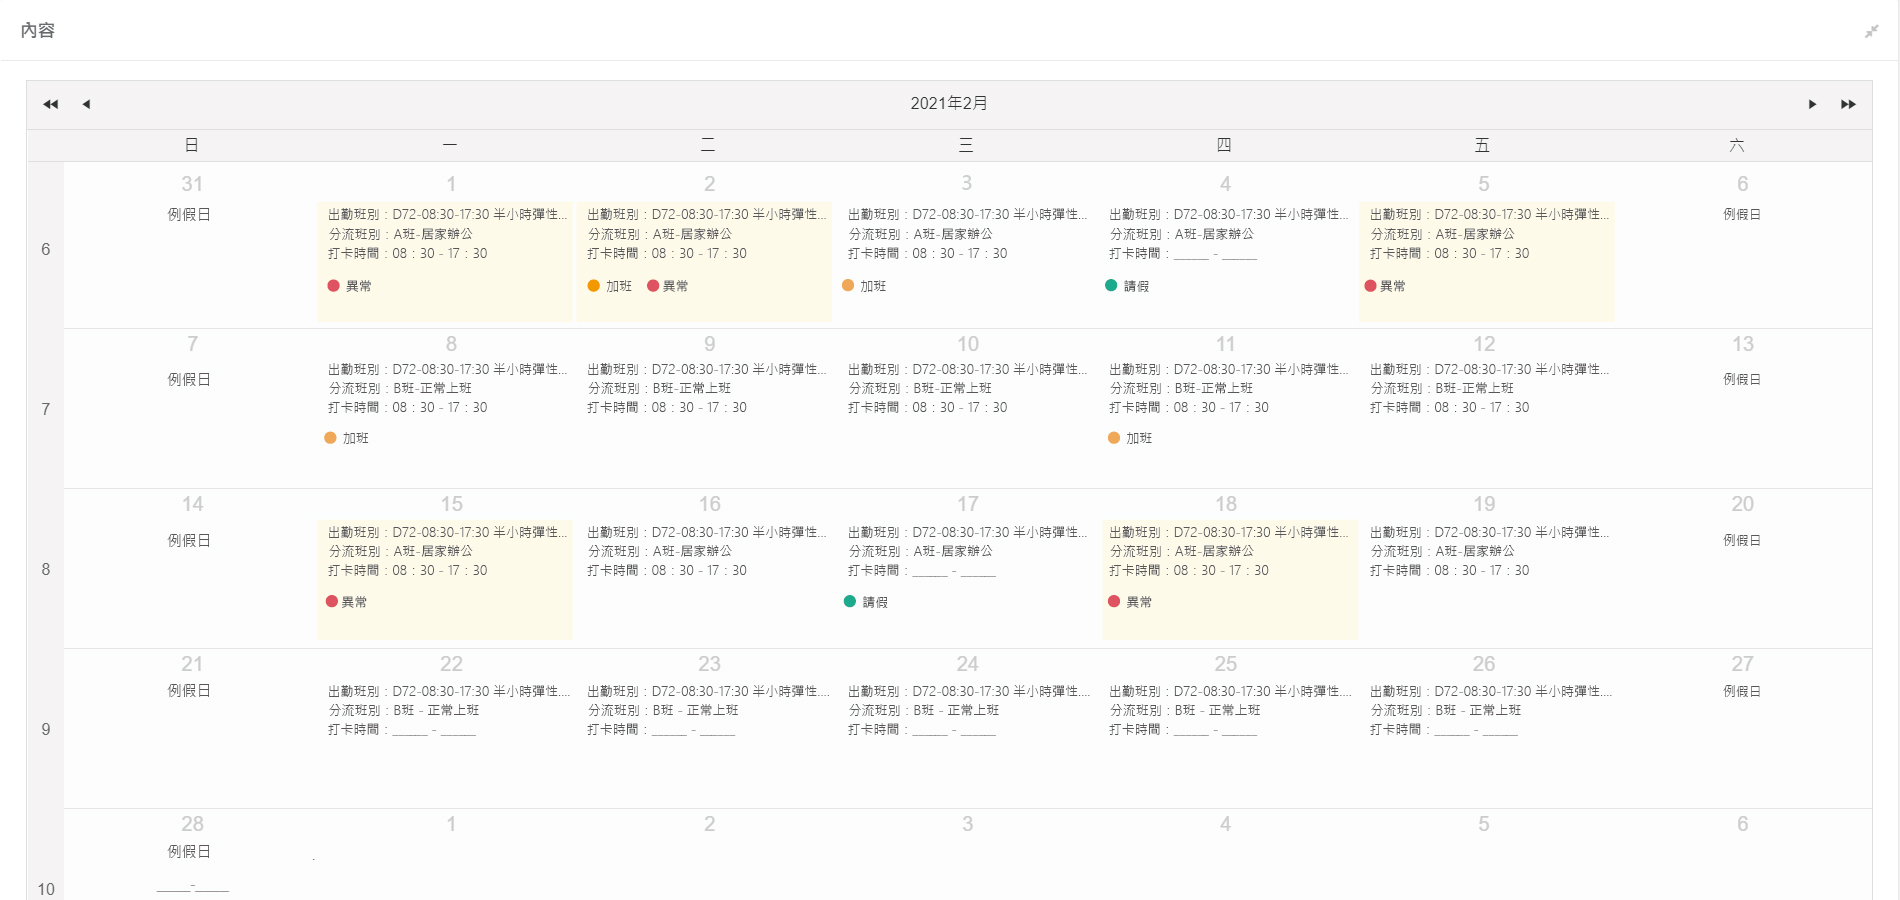 內容
2021年2月
日 一 二 三 四 五 六
31 1 2 3 4 5 6
例假日 出勤班別：D72-08:30-17:30 半小時彈性... 出勤班別：D72-08:30-17:30 半小時彈性... 出勤班別：D72-08:30-17:30 半小時彈性... 出勤班別：D72-08:30-17:30 半小時彈性... 出勤班別：D72-08:30-17:30 半小時彈性... 例假日
分流班別：A班-居家辦公 分流班別：A班-居家辦公 分流班別：A班-居家辦公 分流班別：A班-居家辦公 分流班別：A班-居家辦公
6 打卡時間：08：30 - 17：30 打卡時間：08：30 - 17：30 打卡時間：08：30 - 17：30 打卡時間：_____ - _____ 打卡時間：08：30 - 17：30
異常 加班 異常 加班 請假 異常
7 8 9 10 11 12 13
例假日 出勤班別：D72-08:30-17:30 半小時彈性... 出勤班別：D72-08:30-17:30 半小時彈性... 出勤班別：D72-08:30-17:30 半小時彈性... 出勤班別：D72-08:30-17:30 半小時彈性... 出勤班別：D72-08:30-17:30 半小時彈性... 例假日
分流班別：B班-正常上班 分流班別：B班-正常上班 分流班別：B班-正常上班 分流班別：B班-正常上班 分流班別：B班-正常上班
7 打卡時間：08：30 - 17：30 打卡時間：08：30 - 17：30 打卡時間：08：30 - 17：30 打卡時間：08：30 - 17：30 打卡時間：08：30 - 17：30
加班 加班
14 15 16 17 18 19 20
例假日 出勤班別：D72-08:30-17:30 半小時彈性... 出勤班別：D72-08:30-17:30 半小時彈性... 出勤班別：D72-08:30-17:30 半小時彈性... 出勤班別：D72-08:30-17:30 半小時彈性... 出勤班別：D72-08:30-17:30 半小時彈性... 例假日
分流班別：A班-居家辦公 分流班別：A班-居家辦公 分流班別：A班-居家辦公 分流班別：A班-居家辦公 分流班別：A班-居家辦公
8 打卡時間：08：30 - 17：30 打卡時間：08：30 - 17：30 打卡時間：_____ - _____ 打卡時間：08：30 - 17：30 打卡時間：08：30 - 17：30
異常 請假 異常
21 22 23 24 25 26 27
例假日 出勤班別：D72-08:30-17:30 半小時彈性.... 出勤班別：D72-08:30-17:30 半小時彈性.... 出勤班別：D72-08:30-17:30 半小時彈性.... 出勤班別：D72-08:30-17:30 半小時彈性.... 出勤班別：D72-08:30-17:30 半小時彈性.... 例假日
分流班別：B班 - 正常上班 分流班別：B班 - 正常上班 分流班別：B班 - 正常上班 分流班別：B班 - 正常上班 分流班別：B班 - 正常上班
9 打卡時間：_____ - _____ 打卡時間：_____ - _____ 打卡時間：_____ - _____ 打卡時間：_____ - _____ 打卡時間：_____ - _____
28 1 2 3 4 5 6
例假日
10 _____-_____